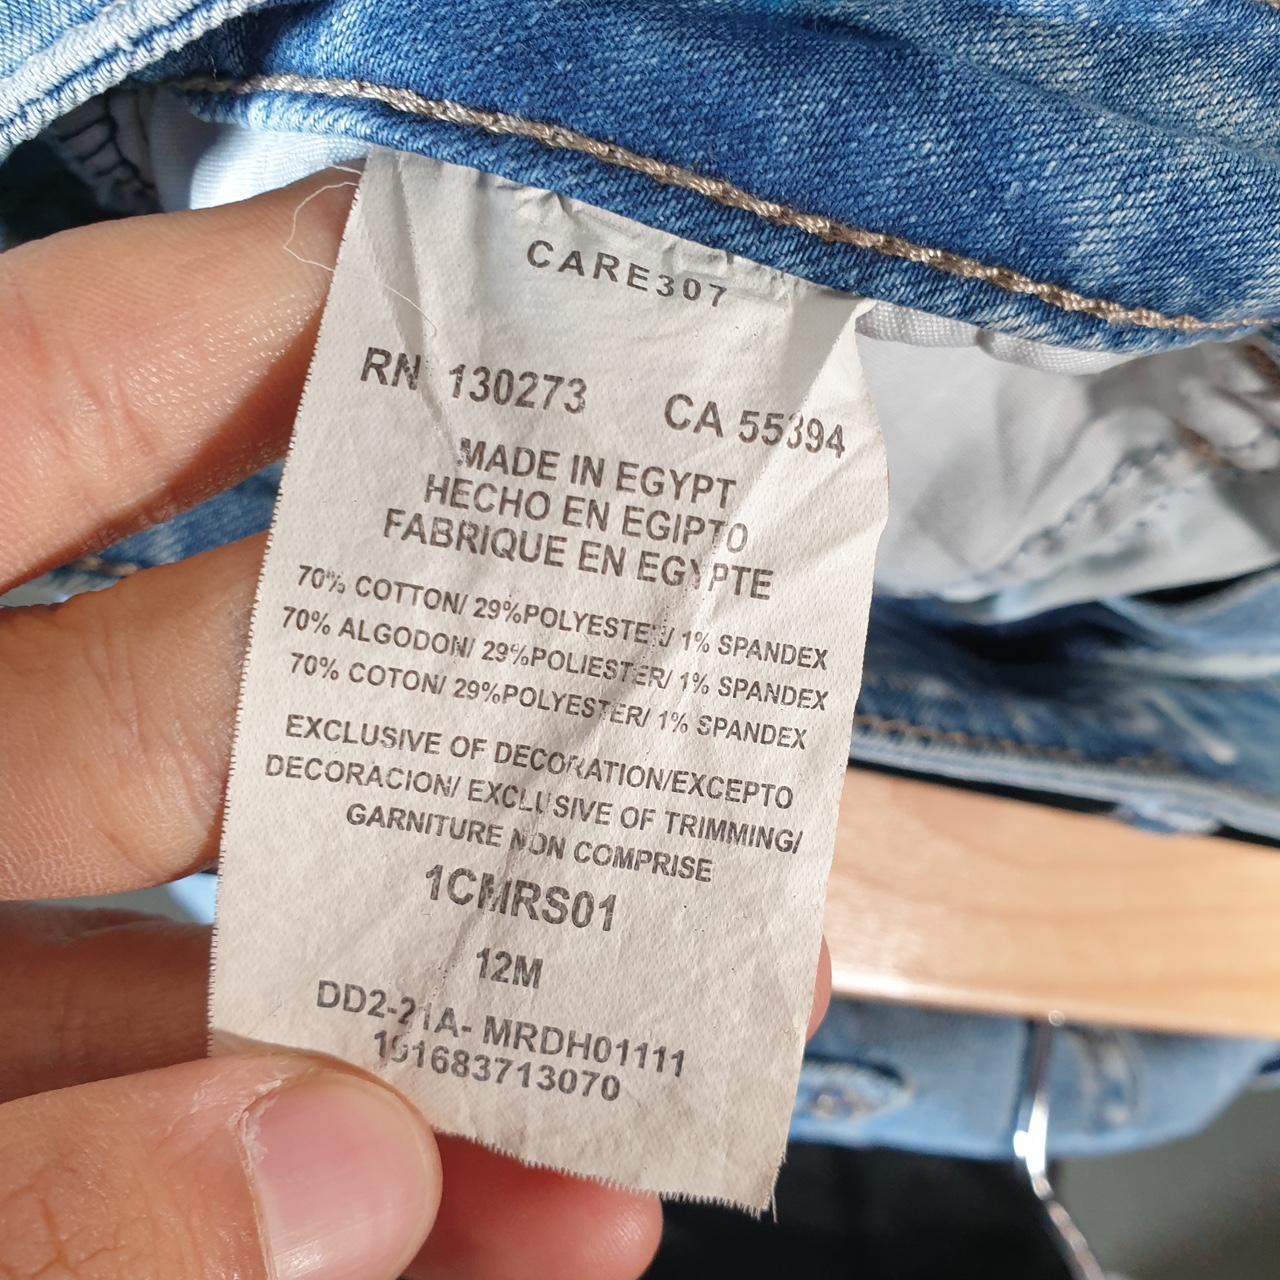 CARE307
RN 130273 CA 55394
MADE IN EGYPT
HECHO EN EGIPTO
FABRIQUE EN EGYPTE
70% COTTON/ 29%POLYESTER/ 1% SPANDEX
70% ALGODON/ 29%POLIESTER/ 1% SPANDEX
70% COTON/ 29%POLYESTER/ 1% SPANDEX
EXCLUSIVE OF DECORATION/EXCEPTO
DECORACION/ EXCLUSIVE OF TRIMMING/
GARNITURE NON COMPRISE
1CMRS01
12M
DD2-21A- MRDH01111
191683713070